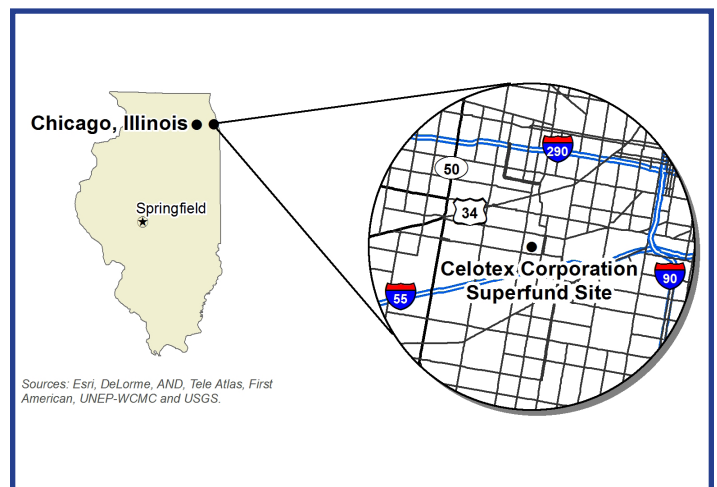 Chicago, Illinois
Springfield
290
50
34
Celotex Corporation
Superfund Site
90
55
Sources: Esri, DeLorme, AND, Tele Atlas, First
American, UNEP-WCMC and USGS.